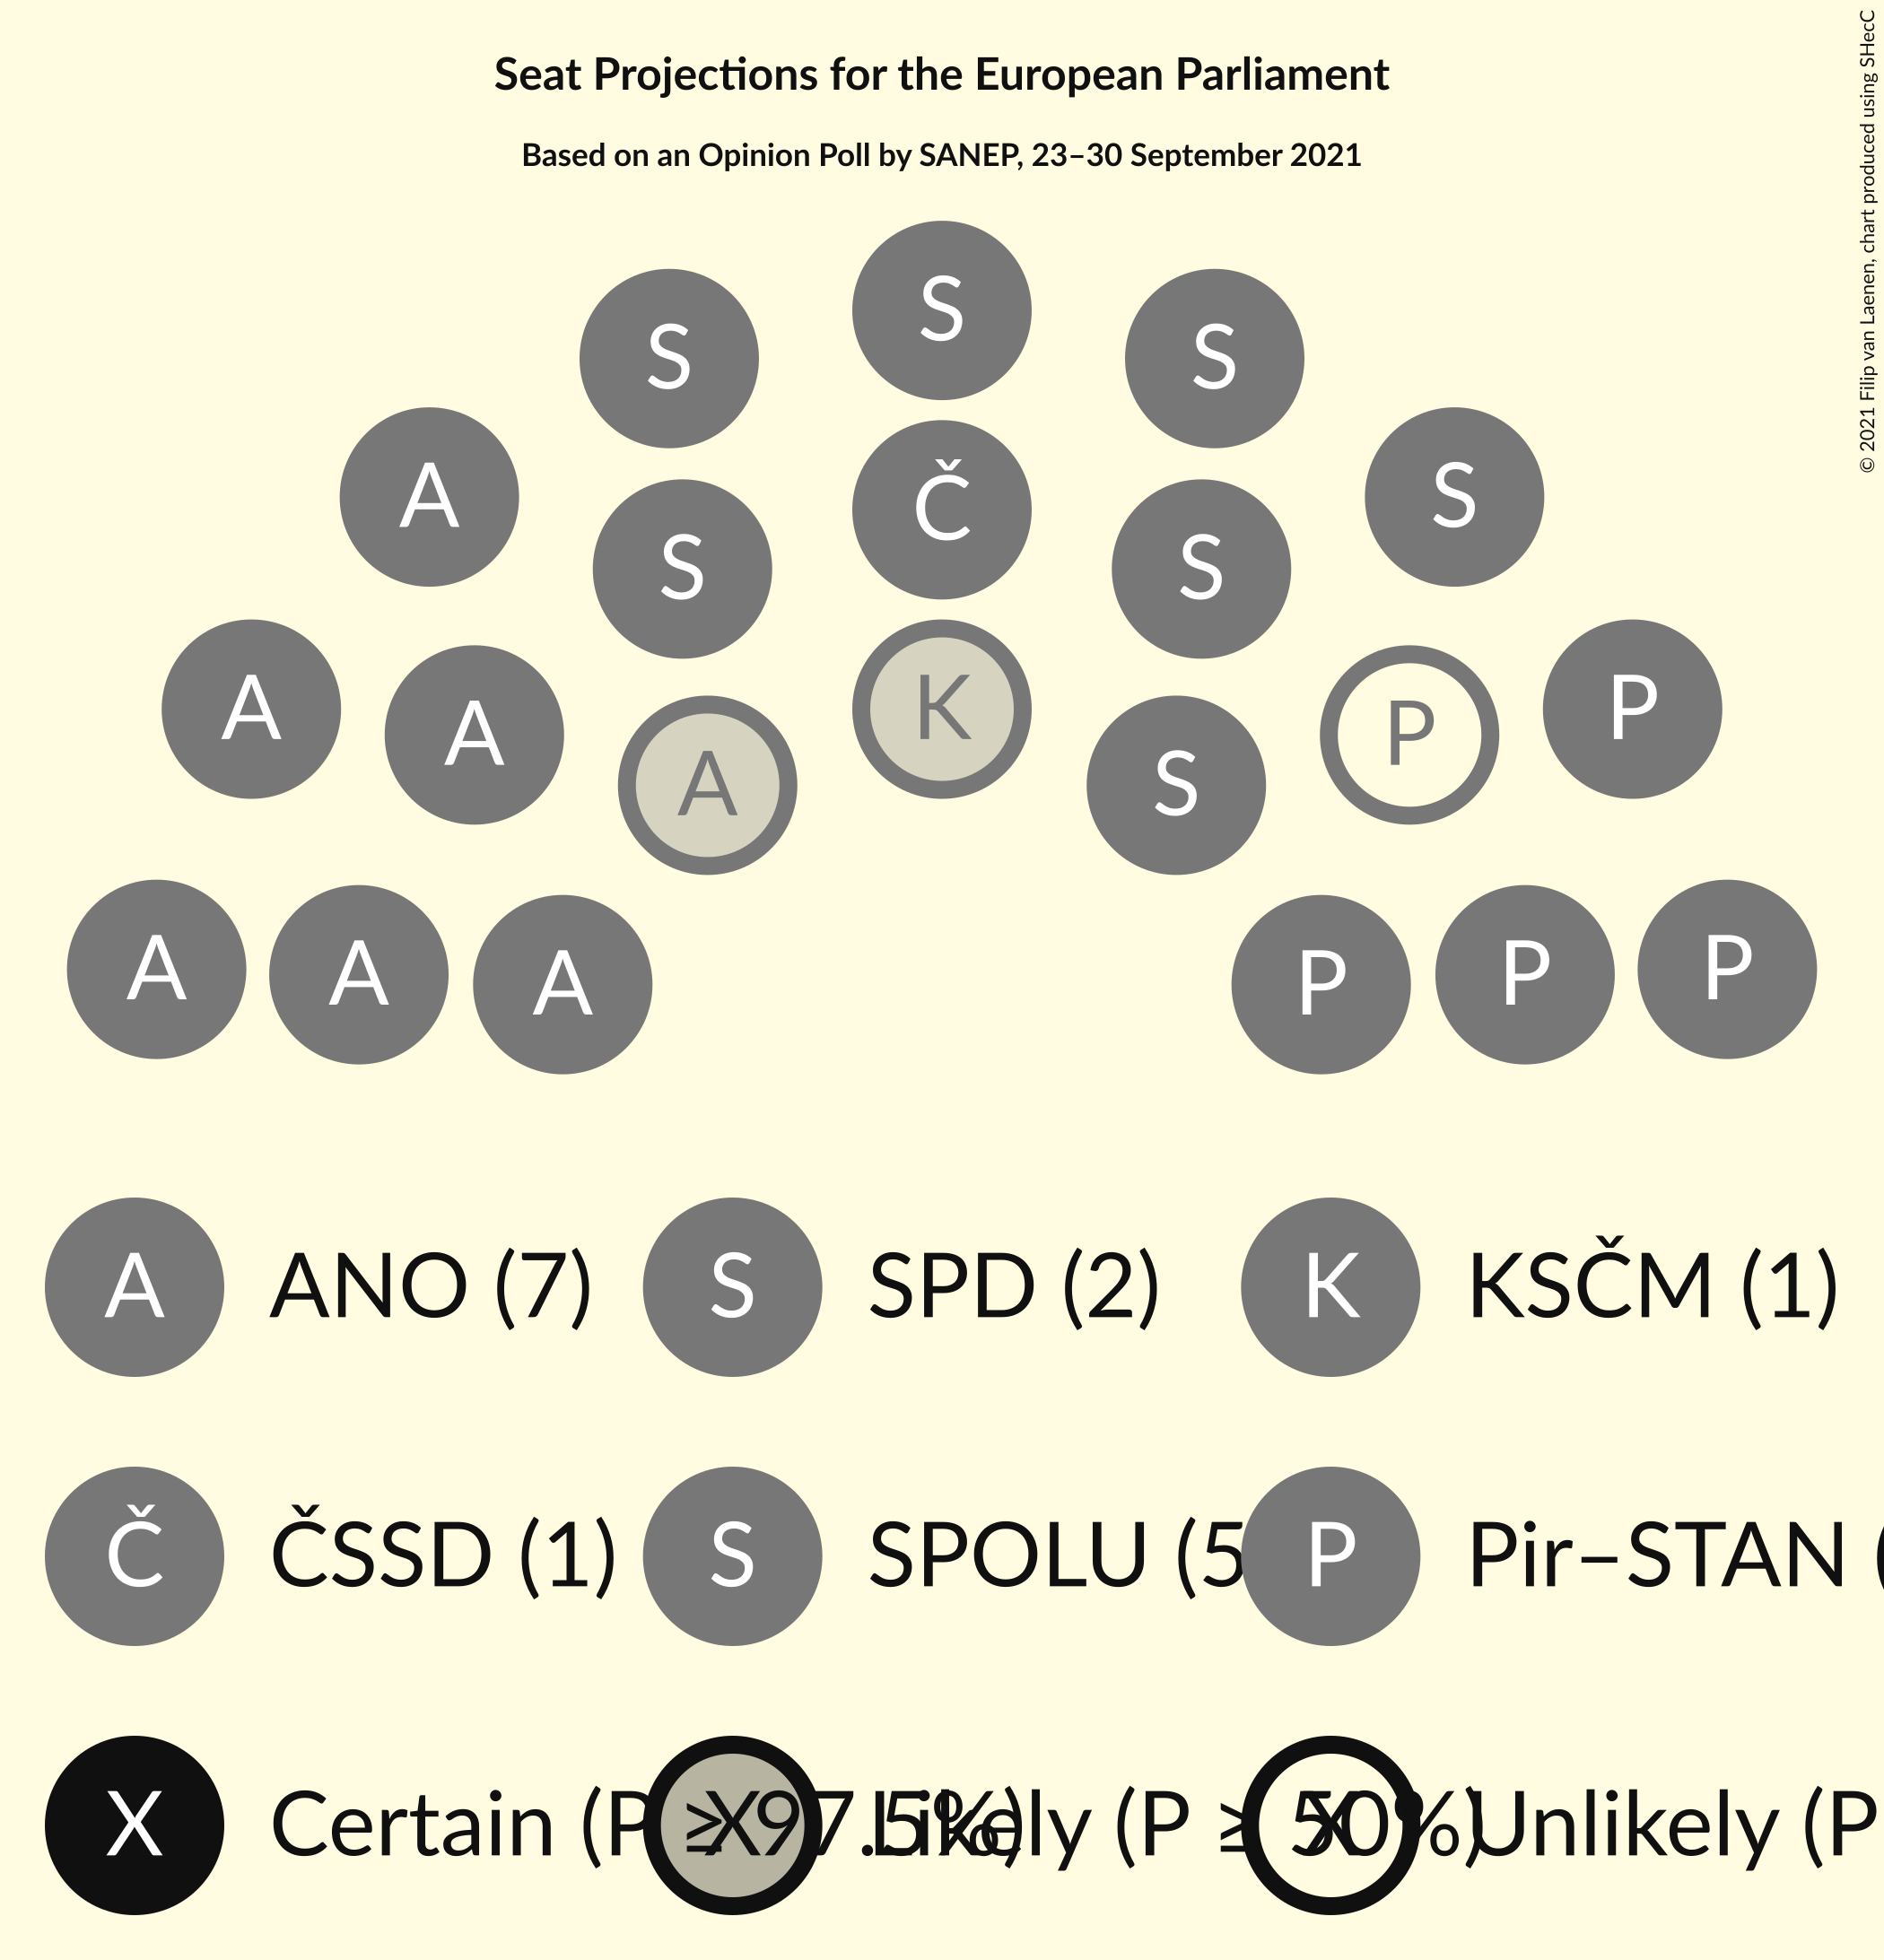 Seat Projections for the European Parliament
Based on an Opinion Poll by SANEP, 23–30 September 2021
© 2021 Filip van Laenen, chart produced using SHecC
S
S S
A S
Č
S S
A A A K S P P
A A A P P P
A ANO (7) S SPD (2) K KSČM (1)
Č ČSSD (1) S SPOLU (5 P Pir–STAN (
X Certain (P ≥ 97.5%) X Likely (P ≥ 50%) X Unlikely (P